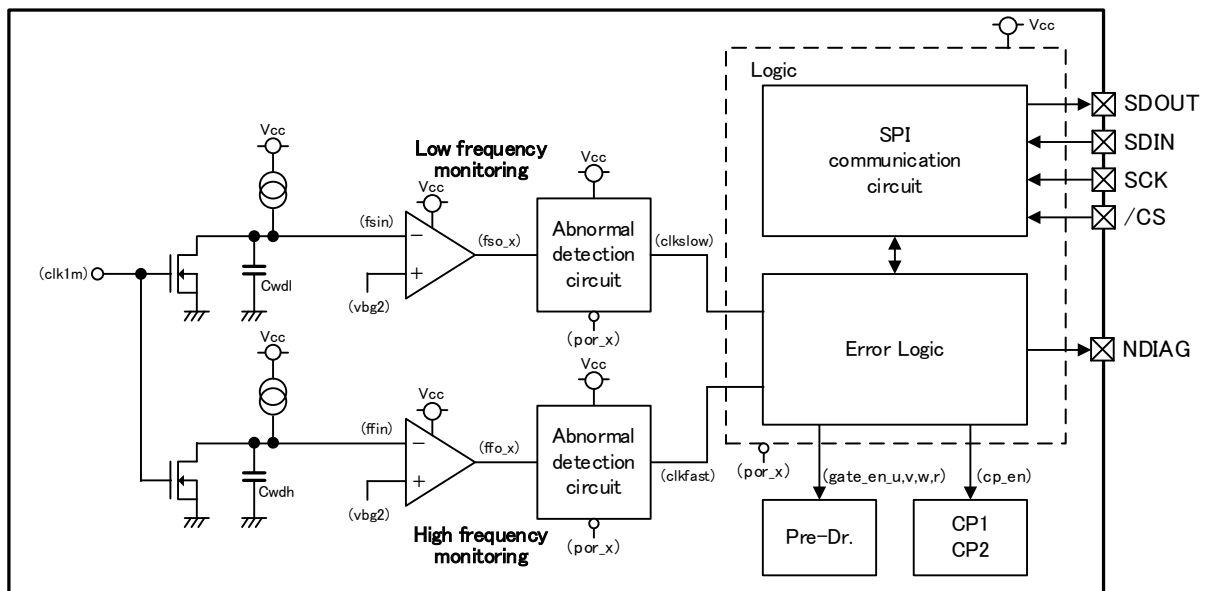 Vcc
Logic
SPI
communication
circuit
SDOUT
SDIN
SCK
/CS
Low frequency
monitoring
Vcc
Vcc
Vcc
(fsin)
(fso_x)
Abnormal
detection
circuit
(clkslow)
(clk1m)
Cwdl
(vbg2)
(por_x)
Error Logic
NDIAG
Vcc
Vcc
Vcc
(ffin)
(ffo_x)
Abnormal
detection
circuit
(clkfast)
Cwdh
(vbg2)
(por_x)
High frequency
monitoring
(por_x)
(gate_en_u,v,w,r)
(cp_en)
Pre-Dr.
CP1
CP2